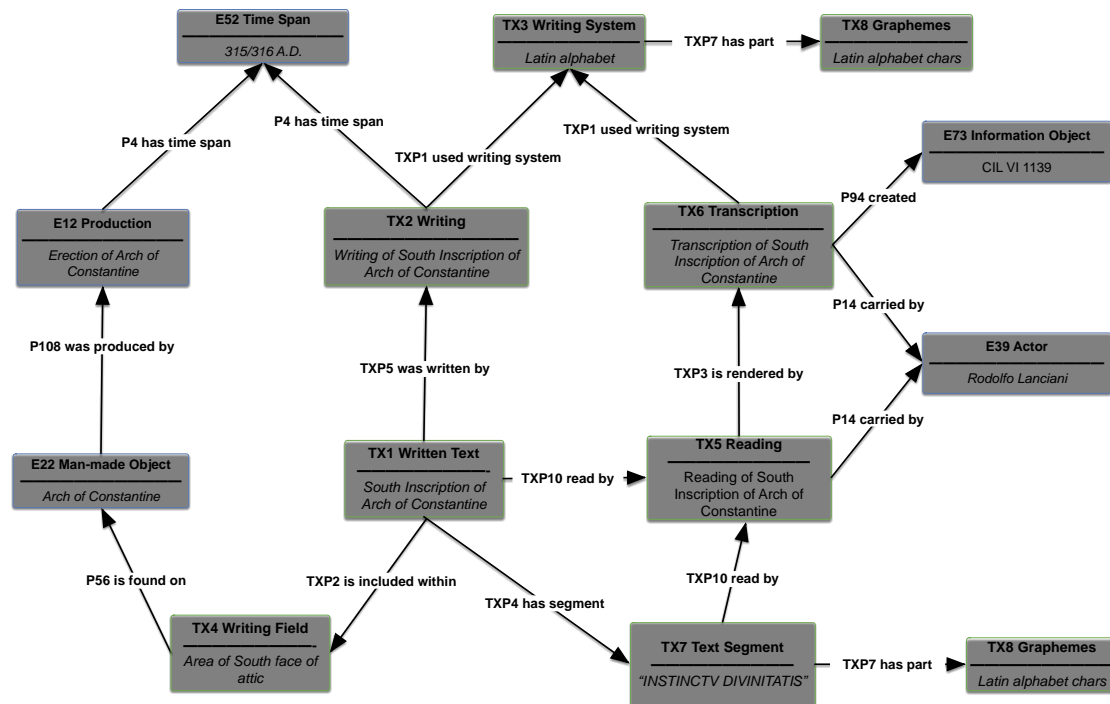 E52 Time Span
315/316 A.D.
TX3 Writing System
Latin alphabet
TXP7 has part
TX8 Graphemes
Latin alphabet chars
P4 has time span
P4 has time span
TXP1 used writing system
TXP1 used writing system
E73 Information Object
CIL VI 1139
P94 created
E12 Production
Erection of Arch of
Constantine
TX2 Writing
Writing of South Inscription of
Arch of Constantine
TX6 Transcription
Transcription of South
Inscription of Arch of
Constantine
P14 carried by
P108 was produced by
TXP5 was written by
TXP3 is rendered by
E39 Actor
Rodolfo Lanciani
P14 carried by
E22 Man-made Object
Arch of Constantine
TX1 Written Text
South Inscription of
Arch of Constantine
TXP10 read by
TX5 Reading
Reading of South
Inscription of Arch of
Constantine
P56 is found on
TXP2 is included within
TXP4 has segment
TXP10 read by
TX4 Writing Field
Area of South face of
attic
TX7 Text Segment
“INSTINCTV DIVINITATIS”
TXP7 has part
TX8 Graphemes
Latin alphabet chars